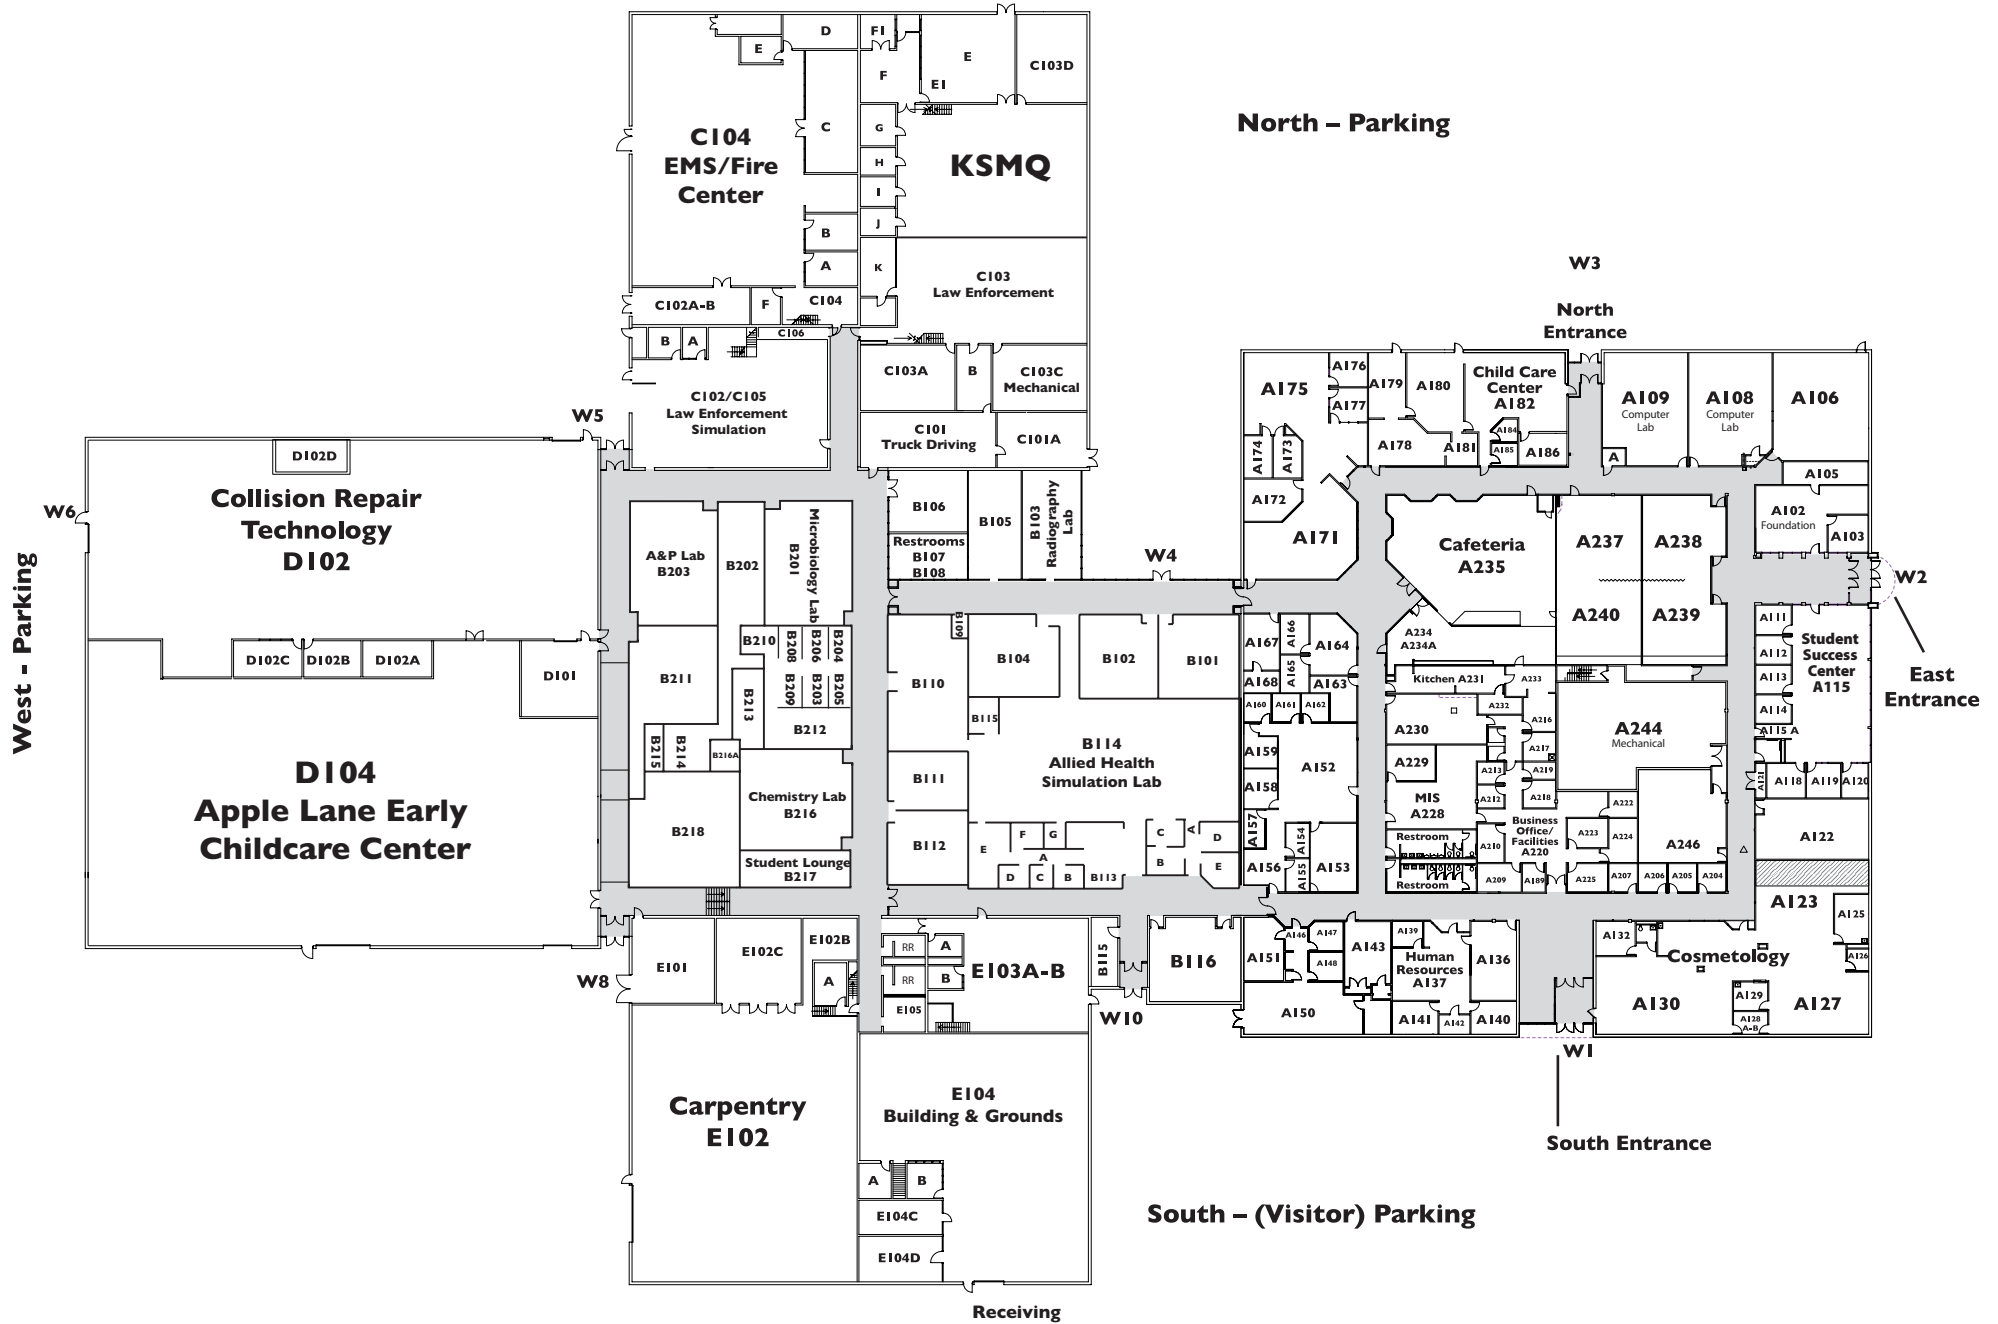 D
F1
E
E
C103D
F
E1
North – Parking
C104
EMS/Fire
Center
C
G
H
I
J
KSMQ
B
A
K
C103
Law Enforcement
W3
C102A-B
F
C104
North
Entrance
B
A
C106
C103A
B
C103C
Mechanical
C102/C105
Law Enforcement
Simulation
C101
Truck Driving
C101A
W5
A175
A176
A177
A179
A180
Child Care
Center
A182
A184
A185
A186
A178
A181
A174
A173
A172
A171
A109
Computer
Lab
A
A108
Computer
Lab
A106
A105
A102
Foundation
A103
D102D
Collision Repair
Technology
D102
W6
West - Parking
D102C
D102B
D102A
D101
D104
Apple Lane Early
Childcare Center
B106
Restrooms
B107
B108
B105
B103
Radiography
Lab
W4
A&P Lab
B203
B202
Microbiology Lab
B201
B210
B208
B206
B204
B209
B203
B205
B211
B213
B212
B215
B214
B216A
Chemistry Lab
B216
B218
Student Lounge
B217
B109
B104
B102
B101
B110
B115
B114
Allied Health
Simulation Lab
B111
B112
E
F
G
A
D
C
B
B113
C
A
D
B
E
Cafeteria
A235
A237
A238
A240
A239
W2
East
Entrance
A234
A234A
Kitchen A231
A233
A232
A230
A216
A217
A229
A213
A219
A212
A218
MIS
A228
Restroom
Restroom
A210
Business
Office/
Facilities
A220
A209
A189
A225
A222
A223
A224
A207
A206
A205
A204
A244
Mechanical
A246
A167
A166
A164
A168
A165
A163
A160
A161
A162
A159
A152
A158
A157
A154
A156
A155
A153
A111
A112
A113
A114
A115 A
Student
Success
Center
A115
A121
A118
A119
A120
A122
A123
A125
A126
A132
Cosmetology
A130
A129
A128
A-B
A127
W8
E101
E102C
E102B
A
RR
RR
A
B
E105
E103A-B
B115
B116
W10
A151
A146
A147
A148
A143
A139
Human
Resources
A137
A136
A150
A141
A142
A140
W1
South Entrance
Carpentry
E102
E104
Building & Grounds
A
B
E104C
E104D
South – (Visitor) Parking
Receiving